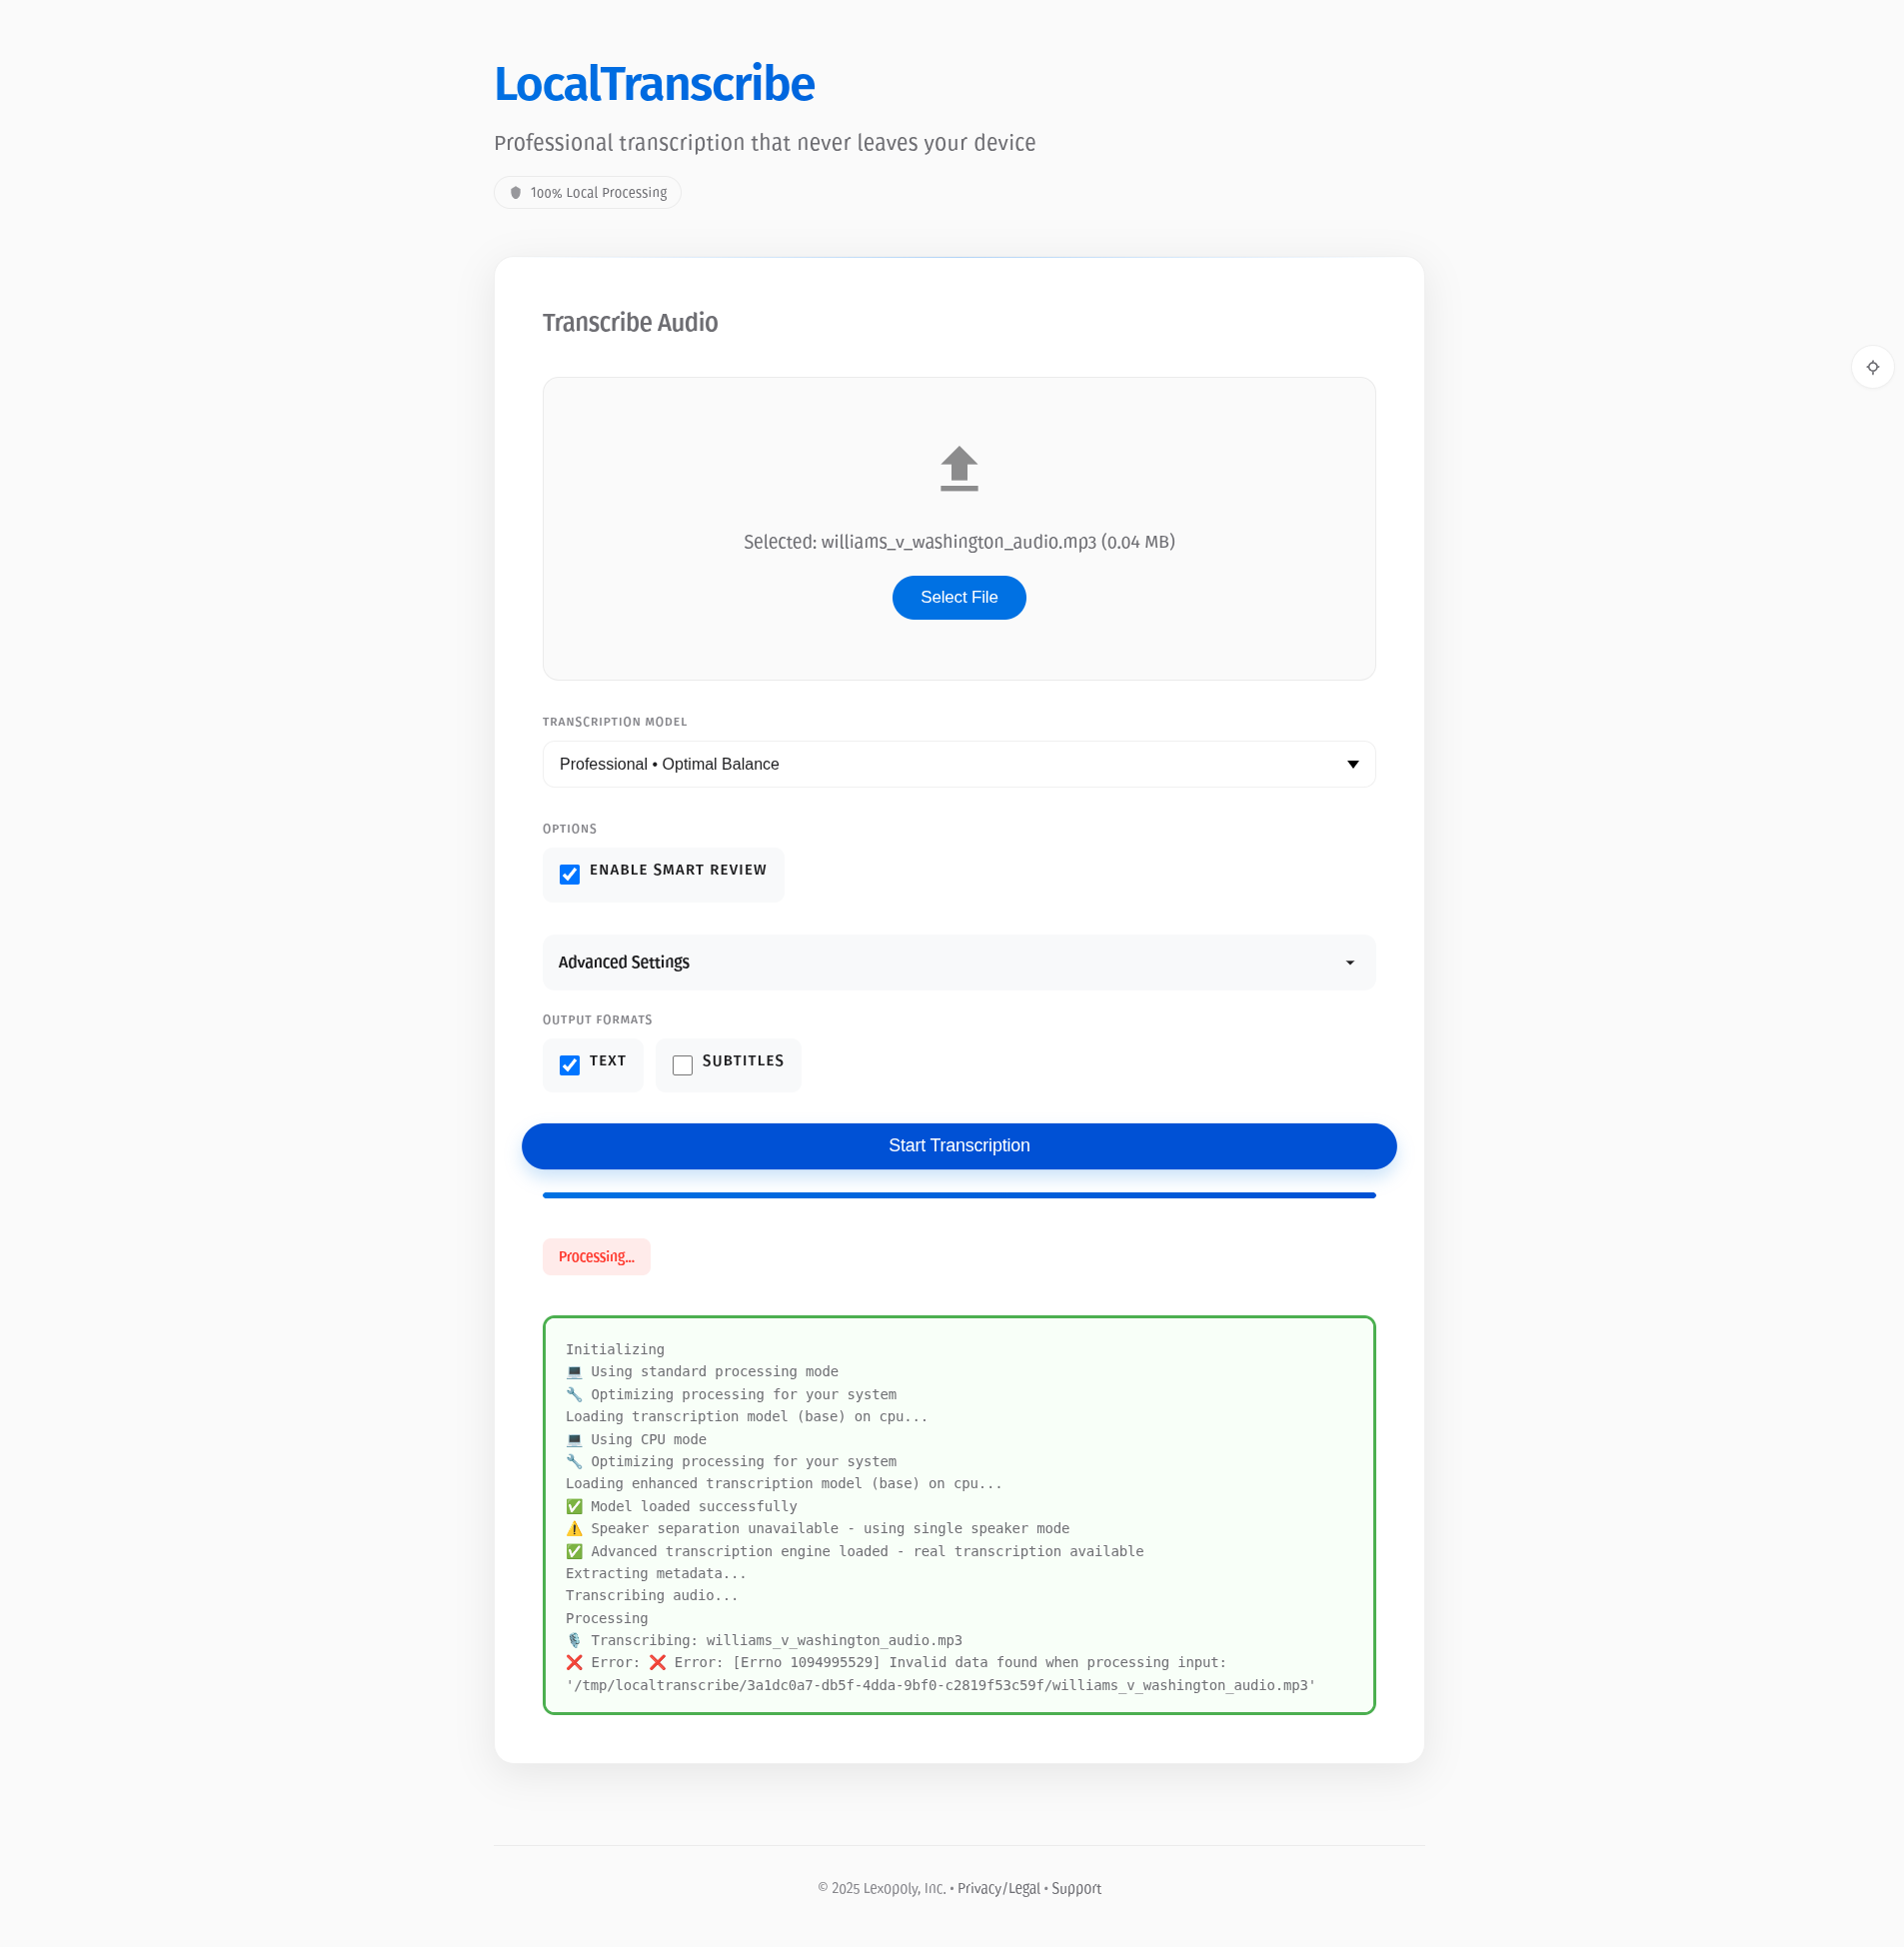 LocalTranscribe
Professional transcription that never leaves your device
100% Local Processing
Transcribe Audio
Selected: williams_v_washington_audio.mp3 (0.04 MB)
Select File
TRANSCRIPTION MODEL
Professional • Optimal Balance
OPTIONS
ENABLE SMART REVIEW
Advanced Settings
OUTPUT FORMATS
TEXT SUBTITLES
Start Transcription
Processing...
Initializing
💻 Using standard processing mode
🔧 Optimizing processing for your system
Loading transcription model (base) on cpu...
💻 Using CPU mode
🔧 Optimizing processing for your system
Loading enhanced transcription model (base) on cpu...
✅ Model loaded successfully
⚠️ Speaker separation unavailable - using single speaker mode
✅ Advanced transcription engine loaded - real transcription available
Extracting metadata...
Transcribing audio...
Processing
🎙️ Transcribing: williams_v_washington_audio.mp3
❌ Error: ❌ Error: [Errno 1094995529] Invalid data found when processing input:
'/tmp/localtranscribe/3a1dc0a7-db5f-4dda-9bf0-c2819f53c59f/williams_v_washington_audio.mp3'
© 2025 Lexopoly, Inc. • Privacy/Legal • Support